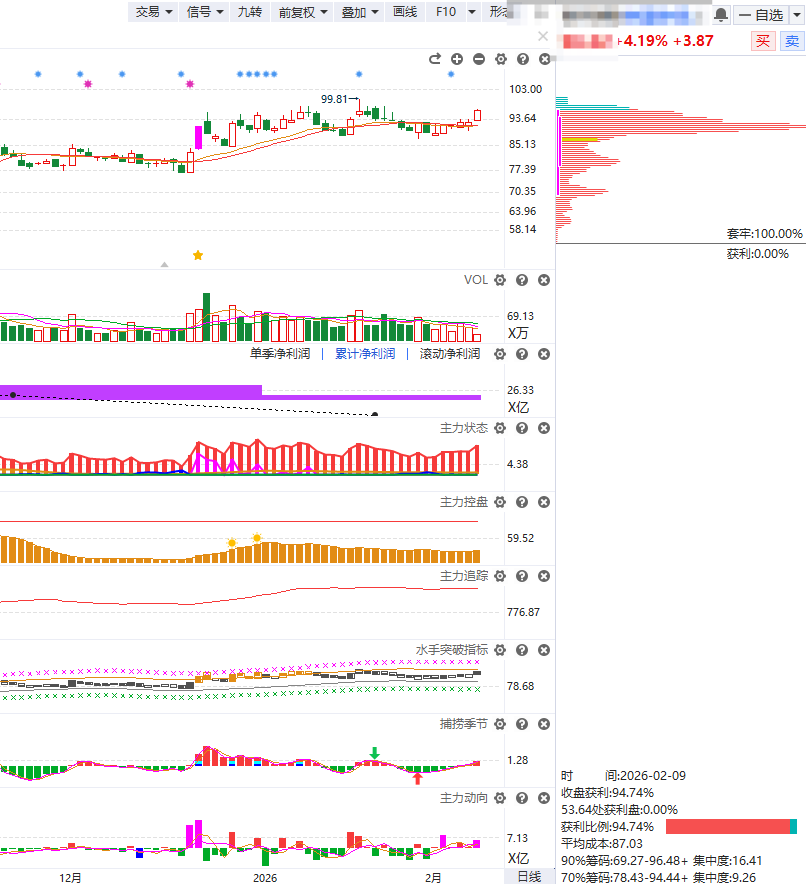 交易 信号 九转 前复权 叠加 画线 F10 形态 自选
+4.19% +3.87 买 卖
103.00
99.81
93.64
85.13
77.39
70.35
63.96
58.14
套牢:100.00%
获利:0.00%
VOL
69.13
X万
单季净利润 | 累计净利润 | 滚动净利润
26.33
X亿
主力状态
4.38
主力控盘
59.52
主力追踪
776.87
水手突破指标
78.68
捕捞季节
1.28
主力动向
7.13
X亿
12月 2026 2月 日线
时 间:2026-02-09
收盘获利:94.74%
53.64处获利盘:0.00%
获利比例:94.74%
平均成本:87.03
90%筹码:69.27-96.48+ 集中度:16.41
70%筹码:78.43-94.44+ 集中度:9.26